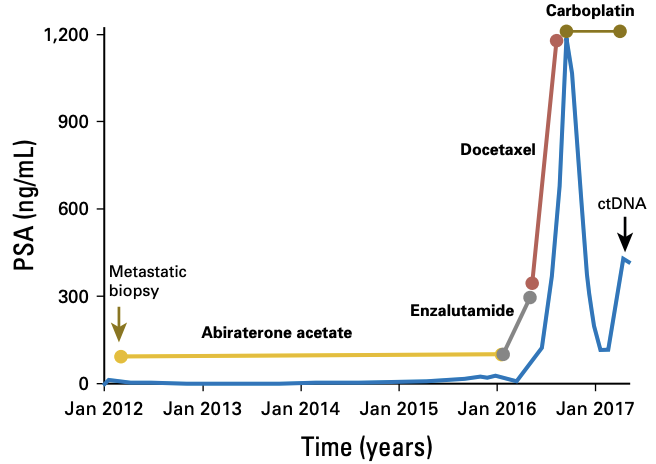 Carboplatin
1,200
900
600
300
0
PSA (ng/mL)
Docetaxel
ctDNA
Metastatic
biopsy
Enzalutamide
Abiraterone acetate
Jan 2012
Jan 2013
Jan 2014
Jan 2015
Jan 2016
Jan 2017
Time (years)